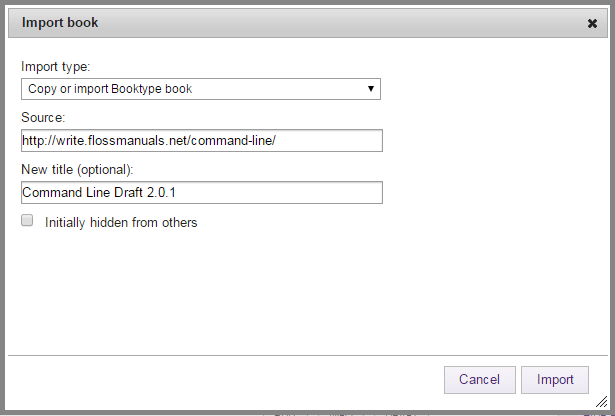 Import book
Import type:
Copy or import Booktype book
Source:
http://write.flossmanuals.net/command-line/
New title (optional):
Command Line Draft 2.0.1
Initially hidden from others
Cancel Import